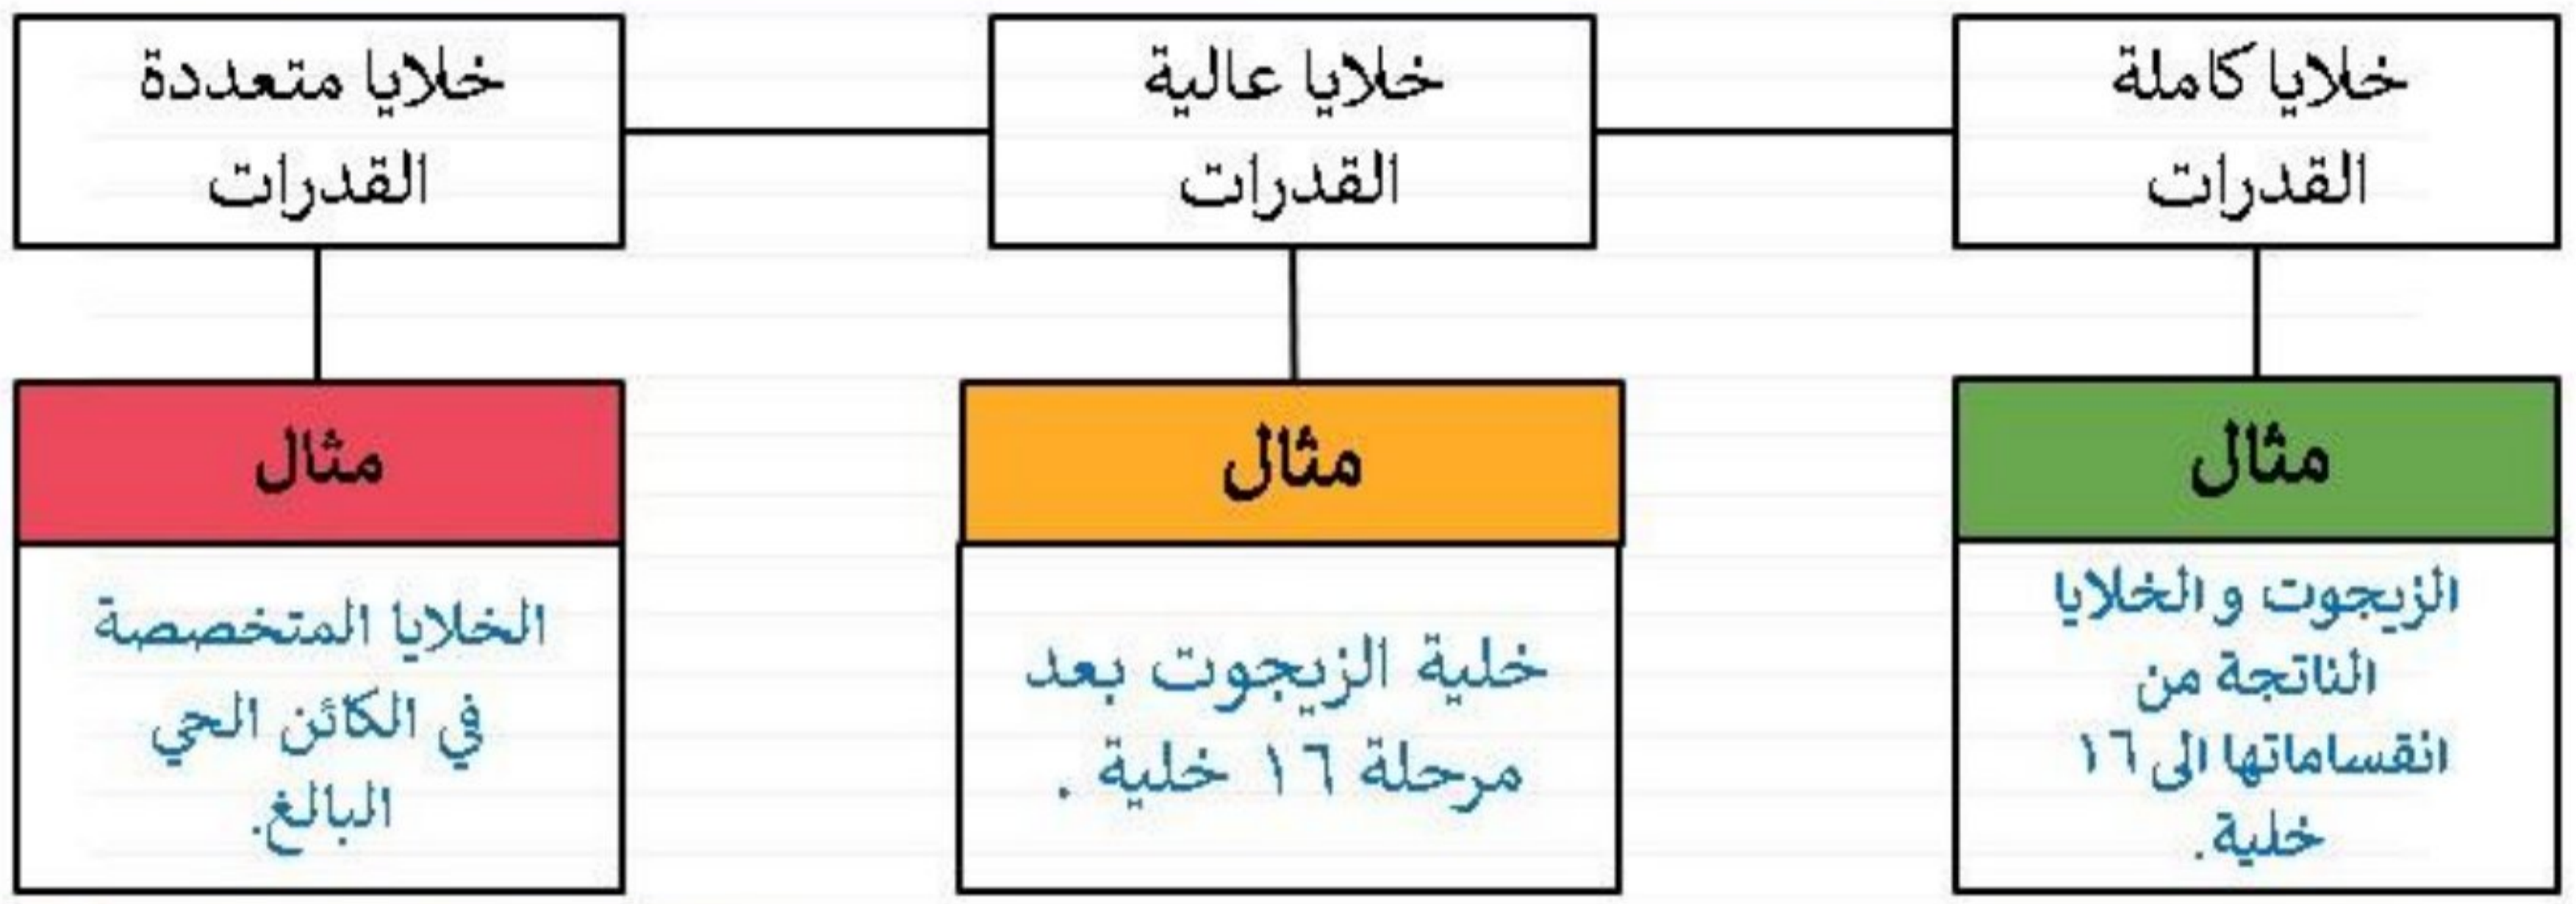 خلايا كاملة
القدرات
خلايا عالية
القدرات
خلايا متعددة
القدرات
مثال
الزيجوت و الخلايا
الناتجة من
انقساماتها الى ١٦
خلية.
مثال
خلية الزيجوت بعد
مرحلة ١٦ خلية .
مثال
الخلايا المتخصصة
في الكائن الحي
البالغ.